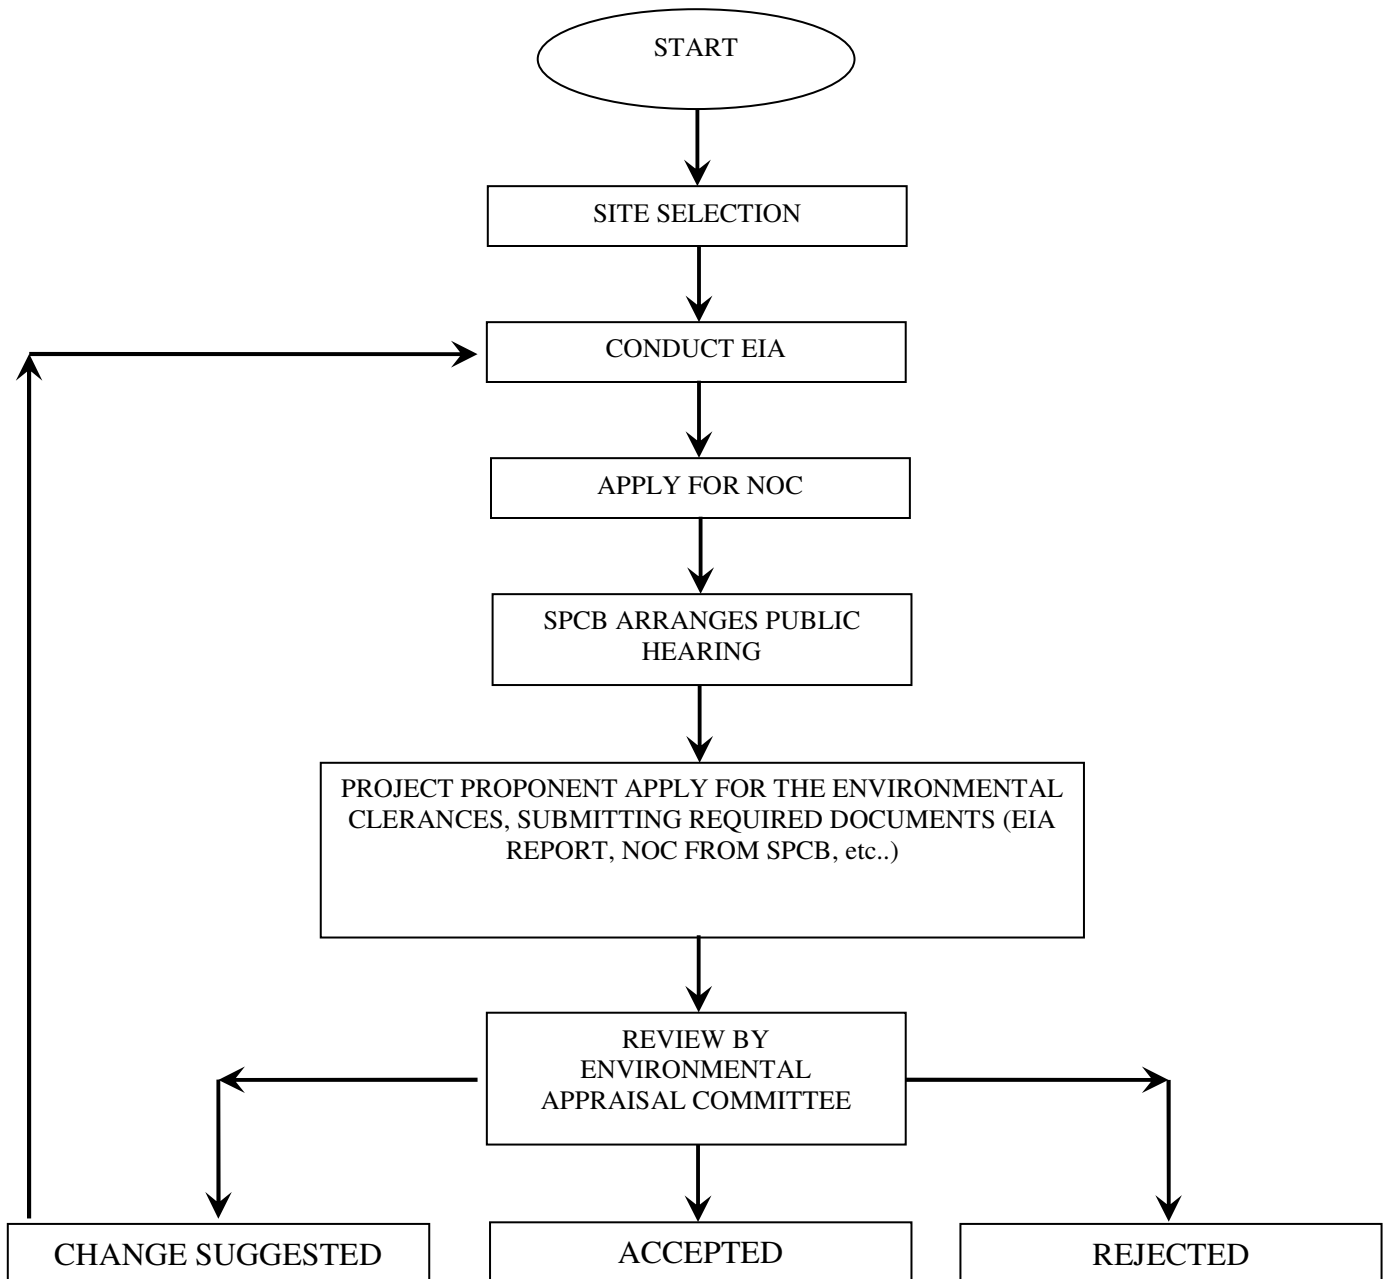 START
SITE SELECTION
CONDUCT EIA
APPLY FOR NOC
SPCB ARRANGES PUBLIC
HEARING
PROJECT PROPONENT APPLY FOR THE ENVIRONMENTAL
CLERANCES, SUBMITTING REQUIRED DOCUMENTS (EIA
REPORT, NOC FROM SPCB, etc..)
REVIEW BY
ENVIRONMENTAL
APPRAISAL COMMITTEE
CHANGE SUGGESTED
ACCEPTED
REJECTED